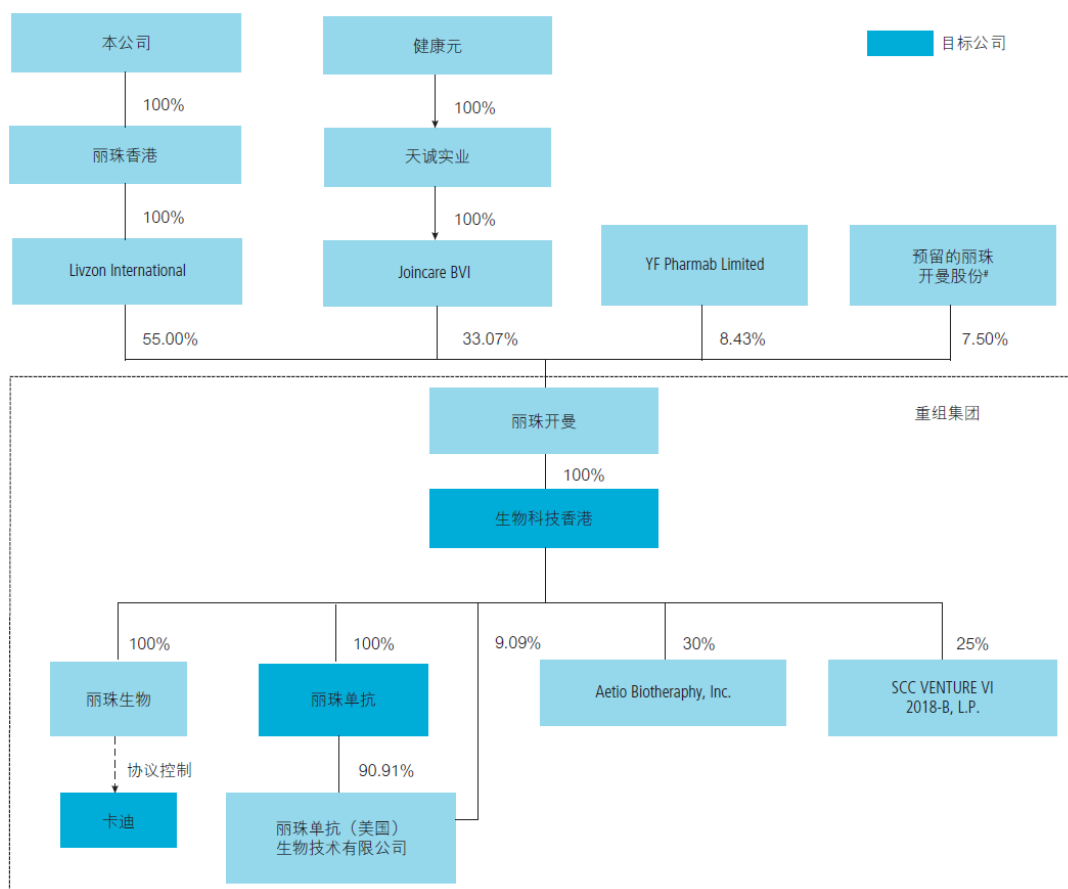 本公司
健康元
目标公司
100%
100%
丽珠香港
天诚实业
100%
100%
Livzon International
Joincare BVI
YF Pharmab Limited
预留的丽珠
开曼股份#
55.00%
33.07%
8.43%
7.50%
丽珠开曼
重组集团
100%
生物科技香港
100%
100%
9.09%
30%
25%
丽珠生物
丽珠单抗
Aetio Biotheraphy, Inc.
SCC VENTURE VI
2018-B, L.P.
协议控制
90.91%
卡迪
丽珠单抗（美国）
生物技术有限公司